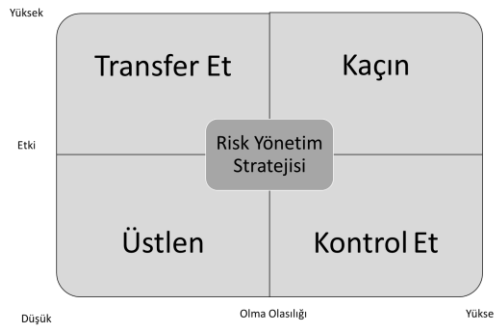 Yüksek
Transfer Et
Kaçın
Etki
Risk Yönetim
Stratejisi
Üstlen
Kontrol Et
Düşük
Olma Olasılığı
Yükse